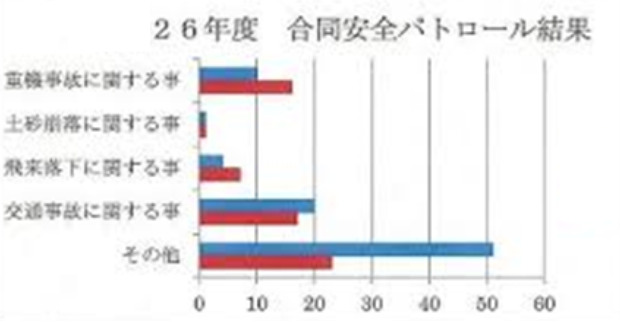 26年度 合同安全パトロール結果
重機事故に関する事
土砂崩落に関する事
飛来落下に関する事
交通事故に関する事
その他
0 10 20 30 40 50 60